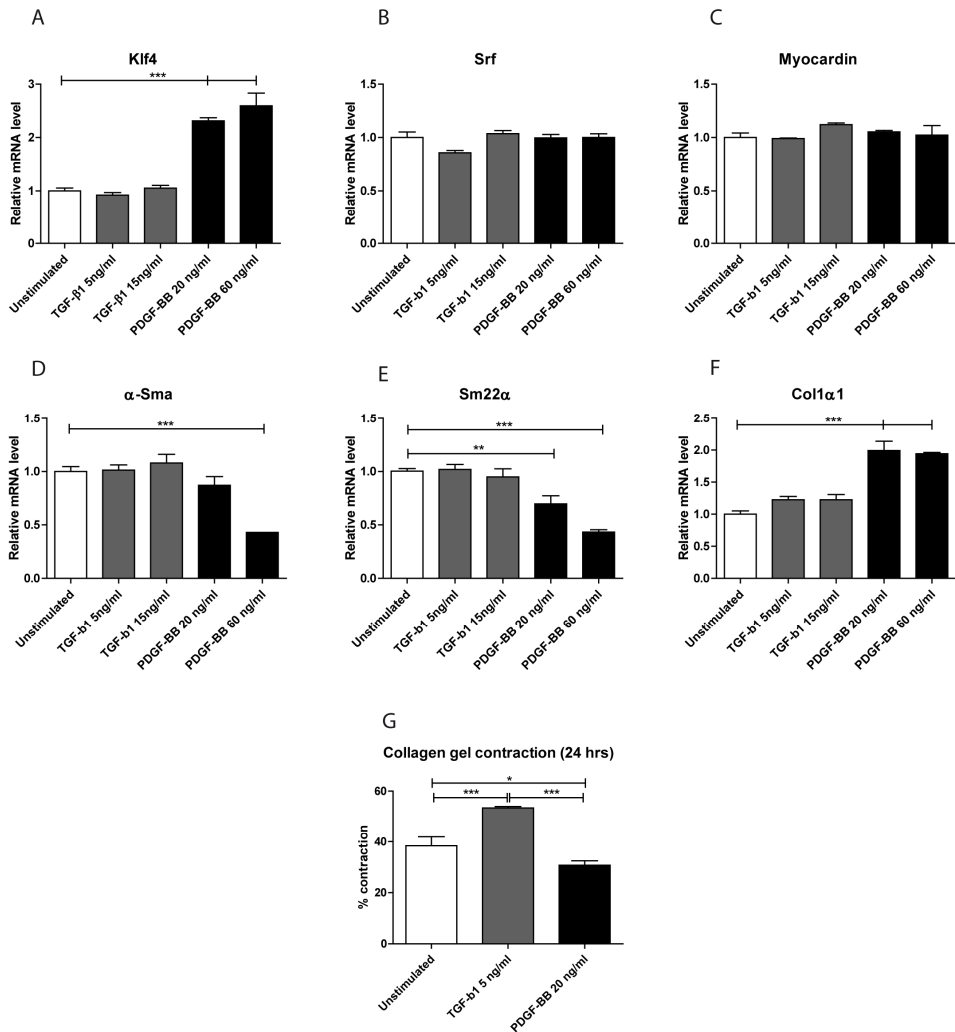 A
Klf4
***
Relative mRNA level
3
2
1
0
Unstimulated
TGF-β1 5ng/ml
TGF-β1 15ng/ml
PDGF-BB 20 ng/ml
PDGF-BB 60 ng/ml
B
Srf
Relative mRNA level
1.5
1.0
0.5
0.0
Unstimulated
TGF-b1 5ng/ml
TGF-b1 15ng/ml
PDGF-BB 20 ng/ml
PDGF-BB 60 ng/ml
C
Myocardin
Relative mRNA level
1.5
1.0
0.5
0.0
Unstimulated
TGF-b1 5ng/ml
TGF-b1 15ng/ml
PDGF-BB 20 ng/ml
PDGF-BB 60 ng/ml
D
α-Sma
***
Relative mRNA level
1.5
1.0
0.5
0.0
Unstimulated
TGF-b1 5ng/ml
TGF-b1 15ng/ml
PDGF-BB 20 ng/ml
PDGF-BB 60 ng/ml
E
Sm22α
***
**
Relative mRNA level
1.5
1.0
0.5
0.0
Unstimulated
TGF-b1 5ng/ml
TGF-b1 15ng/ml
PDGF-BB 20 ng/ml
PDGF-BB 60 ng/ml
F
Col1α1
***
Relative mRNA level
2.5
2.0
1.5
1.0
0.5
0.0
Unstimulated
TGF-b1 5ng/ml
TGF-b1 15ng/ml
PDGF-BB 20 ng/ml
PDGF-BB 60 ng/ml
G
Collagen gel contraction (24 hrs)
*
*** ***
% contraction
60
40
20
0
Unstimulated
TGF-b1 5 ng/ml
PDGF-BB 20 ng/ml